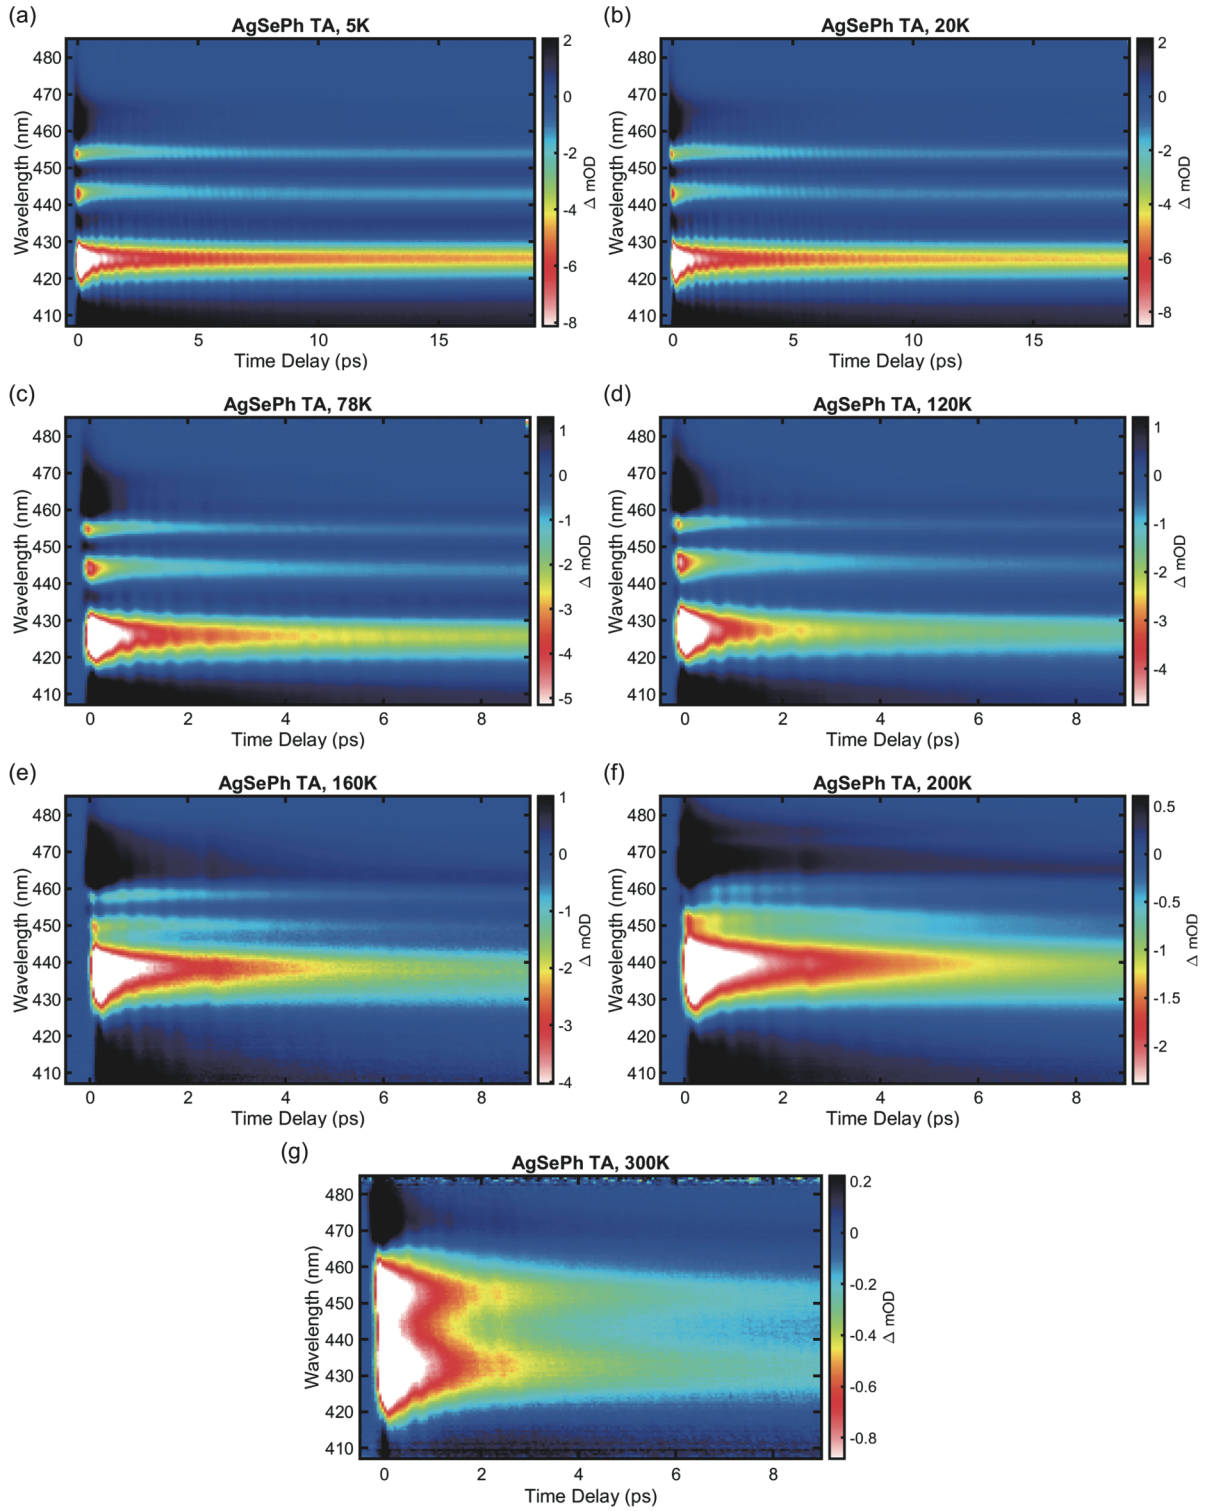 (a)
AgSePh TA, 5K
480
470
460
450
440
430
420
410
Wavelength (nm)
0 5 10 15
Time Delay (ps)
2
0
-2
-4
-6
-8
Δ mOD
(b)
AgSePh TA, 20K
480
470
460
450
440
430
420
410
Wavelength (nm)
0 5 10 15
Time Delay (ps)
2
0
-2
-4
-6
-8
Δ mOD
(c)
AgSePh TA, 78K
480
470
460
450
440
430
420
410
Wavelength (nm)
0 2 4 6 8
Time Delay (ps)
1
0
-1
-2
-3
-4
-5
Δ mOD
(d)
AgSePh TA, 120K
480
470
460
450
440
430
420
410
Wavelength (nm)
0 2 4 6 8
Time Delay (ps)
1
0
-1
-2
-3
-4
Δ mOD
(e)
AgSePh TA, 160K
480
470
460
450
440
430
420
410
Wavelength (nm)
0 2 4 6 8
Time Delay (ps)
1
0
-1
-2
-3
-4
Δ mOD
(f)
AgSePh TA, 200K
480
470
460
450
440
430
420
410
Wavelength (nm)
0 2 4 6 8
Time Delay (ps)
0.5
0
-0.5
-1
-1.5
-2
Δ mOD
(g)
AgSePh TA, 300K
480
470
460
450
440
430
420
410
Wavelength (nm)
0 2 4 6 8
Time Delay (ps)
0.2
0
-0.2
-0.4
-0.6
-0.8
Δ mOD